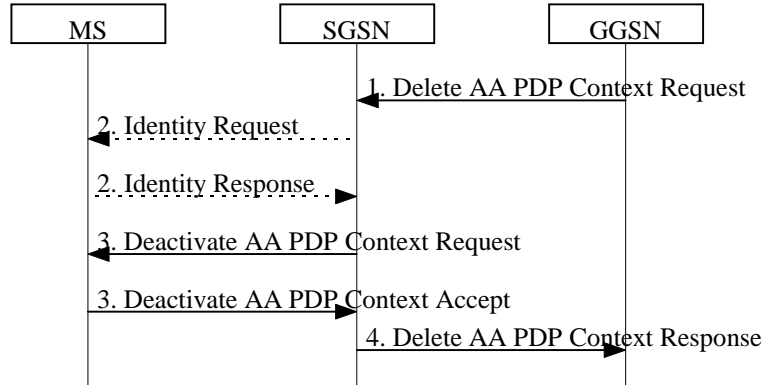 MS
SGSN
GGSN
1. Delete AA PDP Context Request
2. Identity Request
2. Identity Response
3. Deactivate AA PDP Context Request
3. Deactivate AA PDP Context Accept
4. Delete AA PDP Context Response